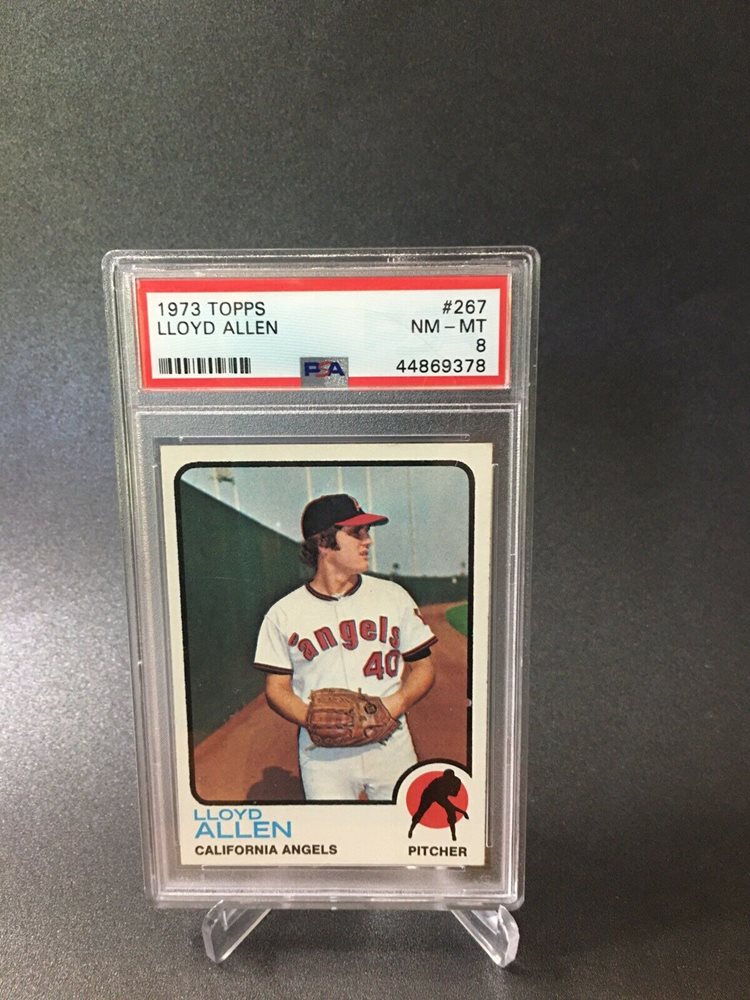 1973 TOPPS #267
LLOYD ALLEN NM – MT
8
PSA 44869378
angels
40
LLOYD
ALLEN
CALIFORNIA ANGELS PITCHER